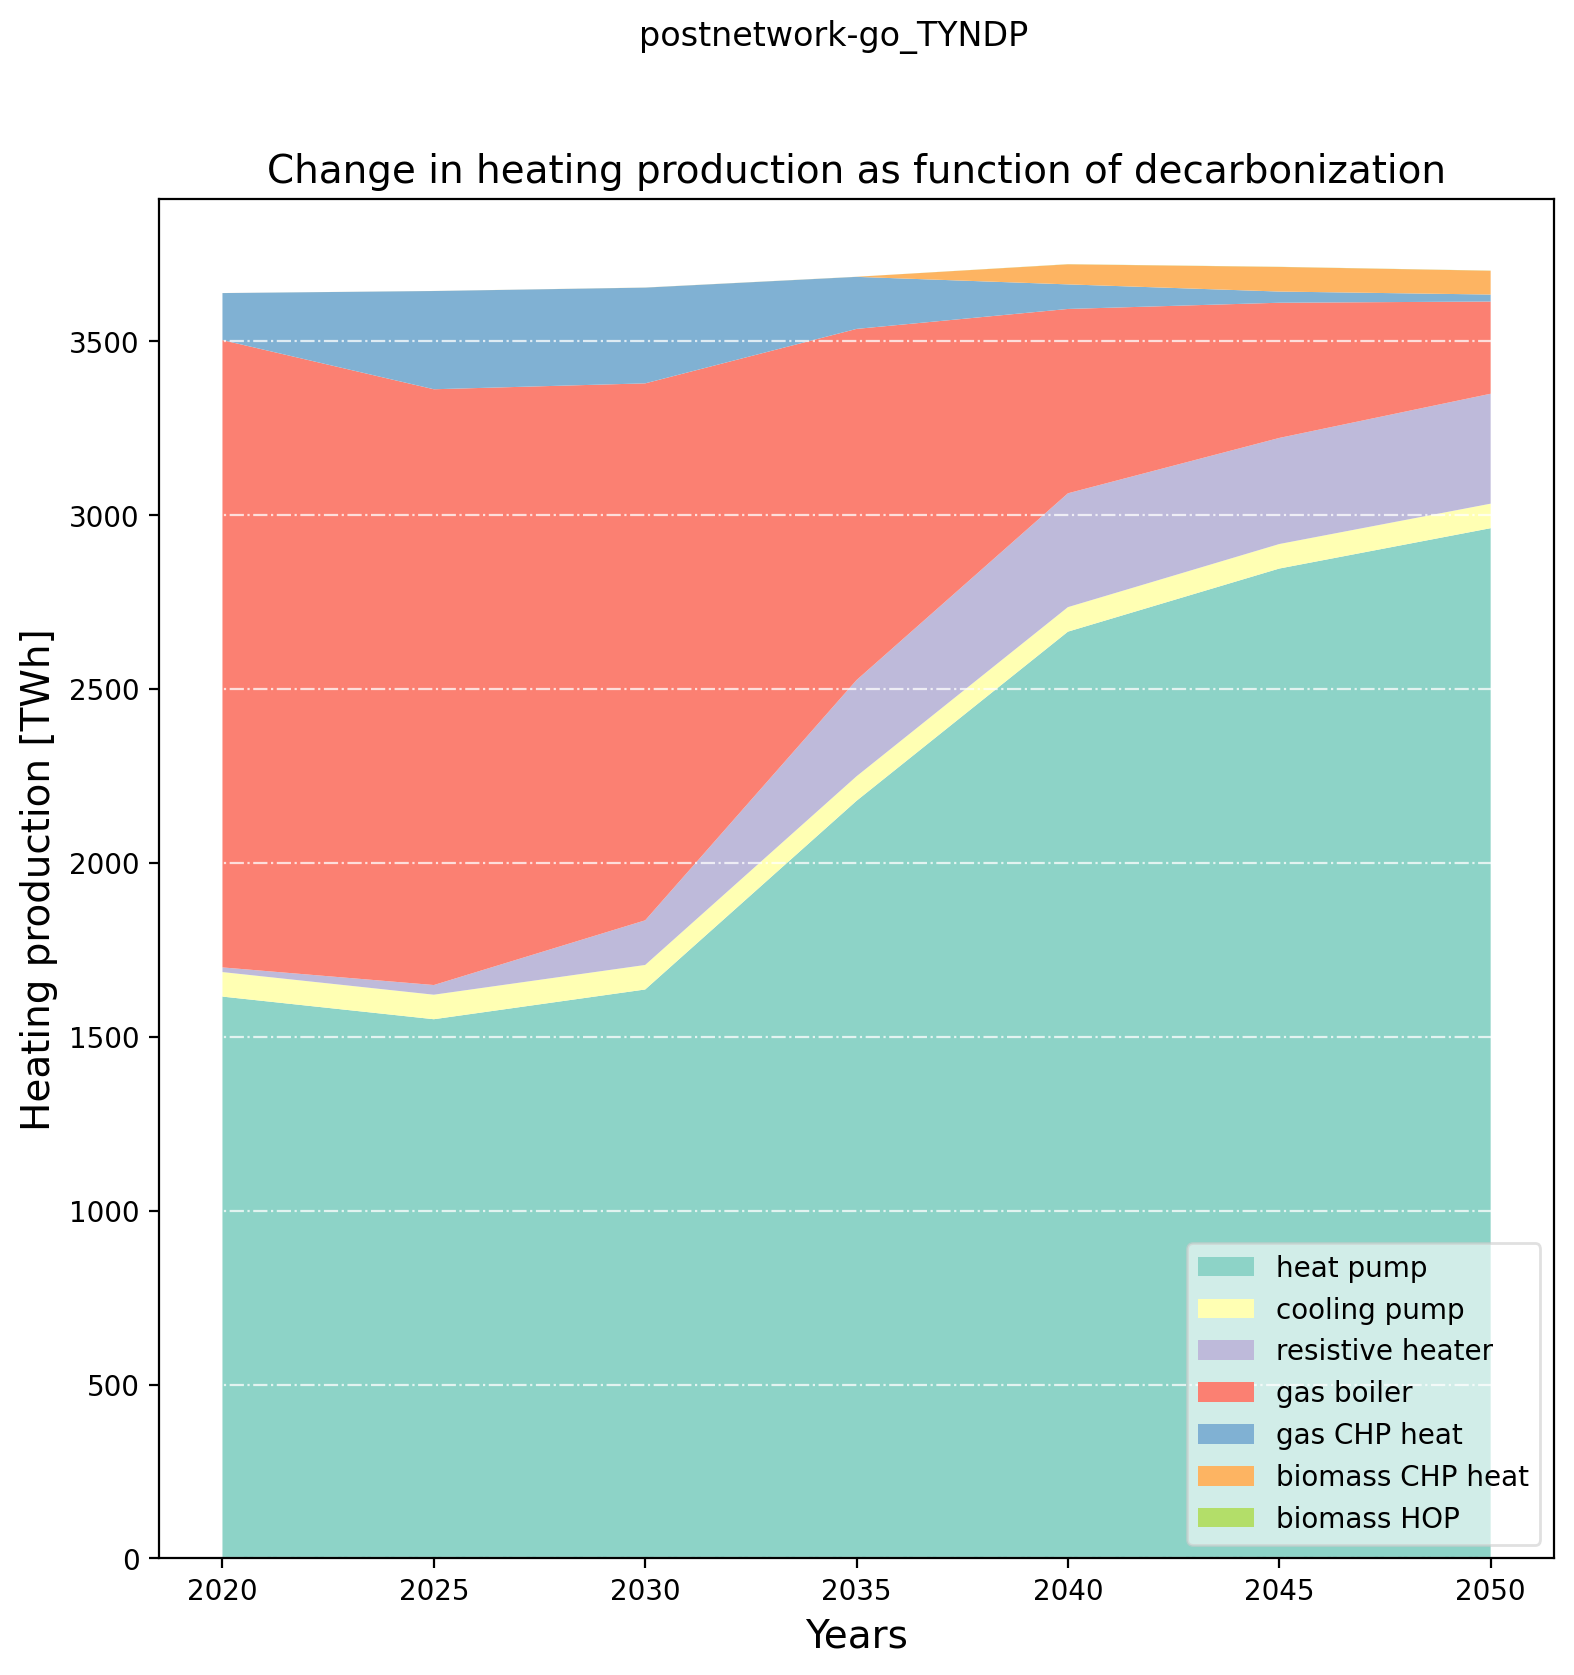 postnetwork-go_TYNDP
Change in heating production as function of decarbonization
Heating production [TWh]
3500
3000
2500
2000
1500
1000
500
0
heat pump
cooling pump
resistive heater
gas boiler
gas CHP heat
biomass CHP heat
biomass HOP
2020 2025 2030 2035 2040 2045 2050
Years